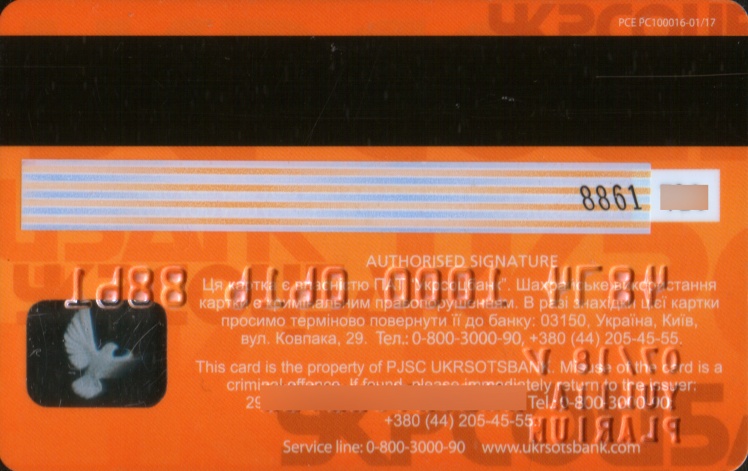 PCE PC100016-01/17
8861
AUTHORISED SIGNATURE
Ця картка є власністю ПАТ "Укрсоцбанк". Шахрайське використання
картки є кримінальним правопорушенням. В разі знахідки цієї картки
просимо терміново повернути її до банку: 03150, Україна, Київ,
вул. Ковпака, 29. Тел.: 0-800-3000-90, +380 (44) 205-45-55.
This card is the property of PJSC UKRSOTSBANK. Misuse of the card is a
criminal offence. If found, please immediately return to the issuer:
29 Tel.: 0-800-3000-90,
+380 (44) 205-45-55.
Service line: 0-800-3000-90 www.ukrsotsbank.com